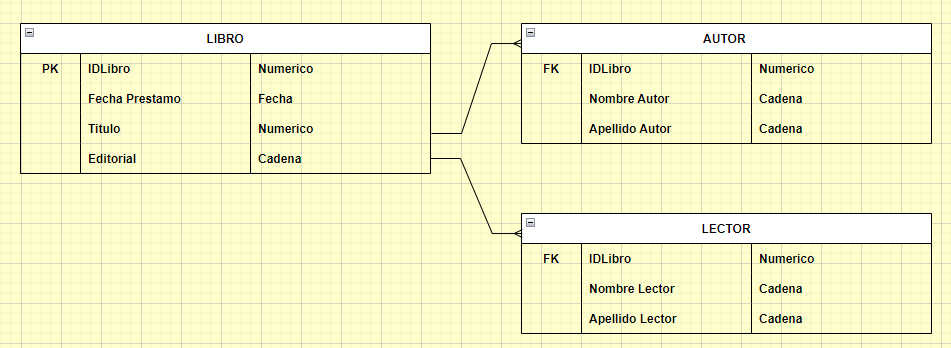 LIBRO
PK IDLibro Numerico
Fecha Prestamo Fecha
Titulo Numerico
Editorial Cadena
AUTOR
FK IDLibro Numerico
Nombre Autor Cadena
Apellido Autor Cadena
LECTOR
FK IDLibro Numerico
Nombre Lector Cadena
Apellido Lector Cadena